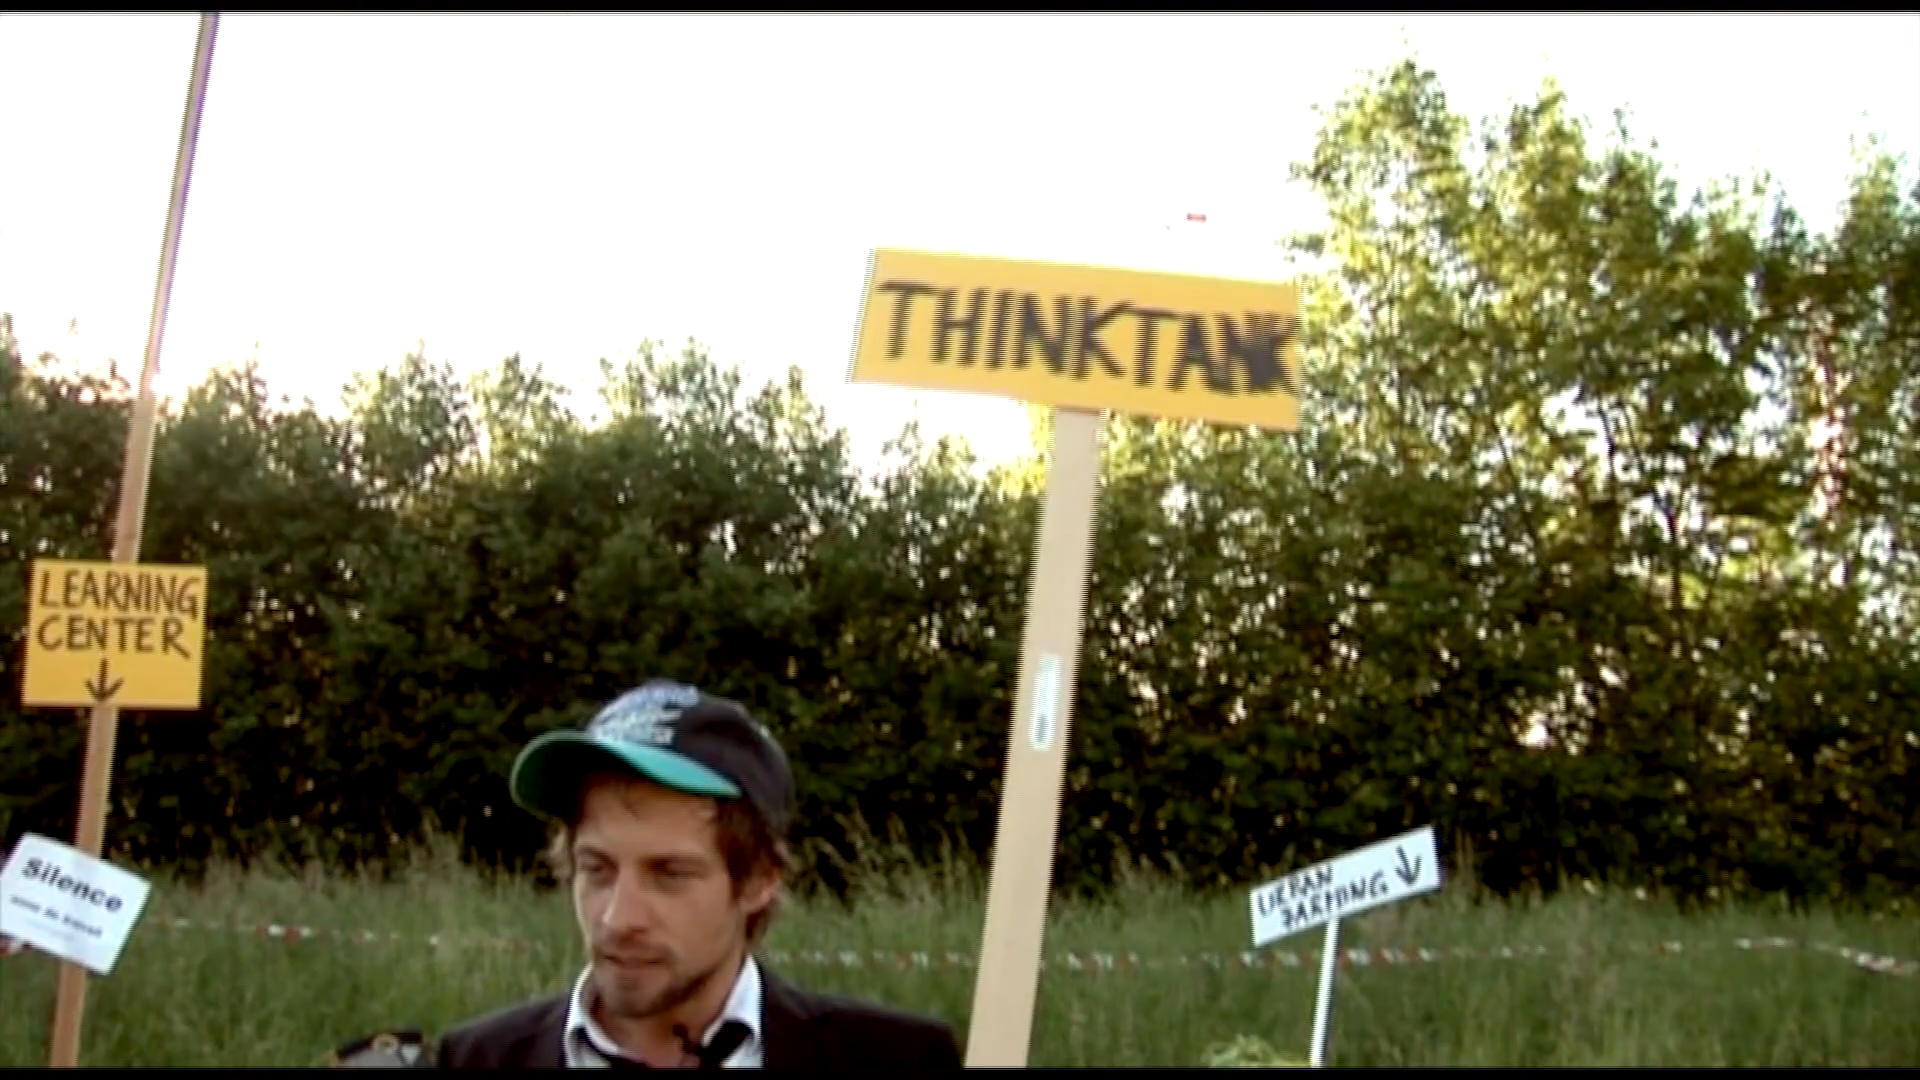 THINKTANK
LEARNING
CENTER
Silence
URBAN
FARMING